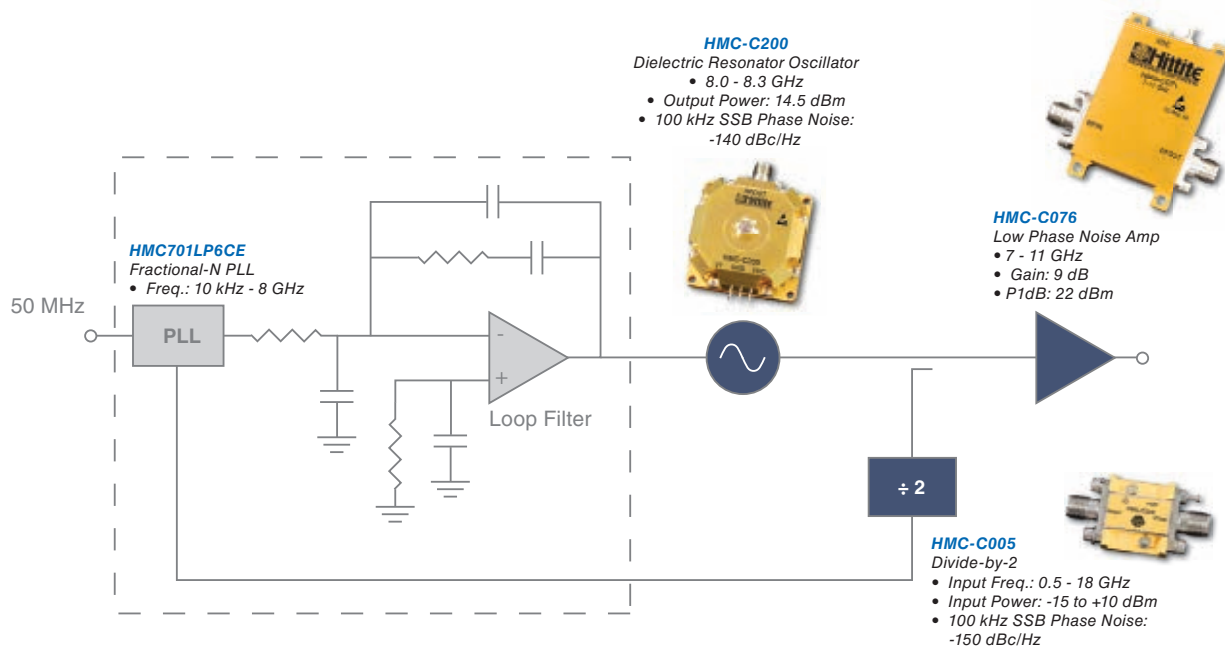 HMC-C200
Dielectric Resonator Oscillator
• 8.0 - 8.3 GHz
• Output Power: 14.5 dBm
• 100 kHz SSB Phase Noise:
-140 dBc/Hz
Hittite
HMC701LP6CE
Fractional-N PLL
• Freq.: 10 kHz - 8 GHz
HMC-C076
Low Phase Noise Amp
• 7 - 11 GHz
• Gain: 9 dB
• P1dB: 22 dBm
50 MHz
PLL
-
+
Loop Filter
÷ 2
HMC-C005
Divide-by-2
• Input Freq.: 0.5 - 18 GHz
• Input Power: -15 to +10 dBm
• 100 kHz SSB Phase Noise:
-150 dBc/Hz